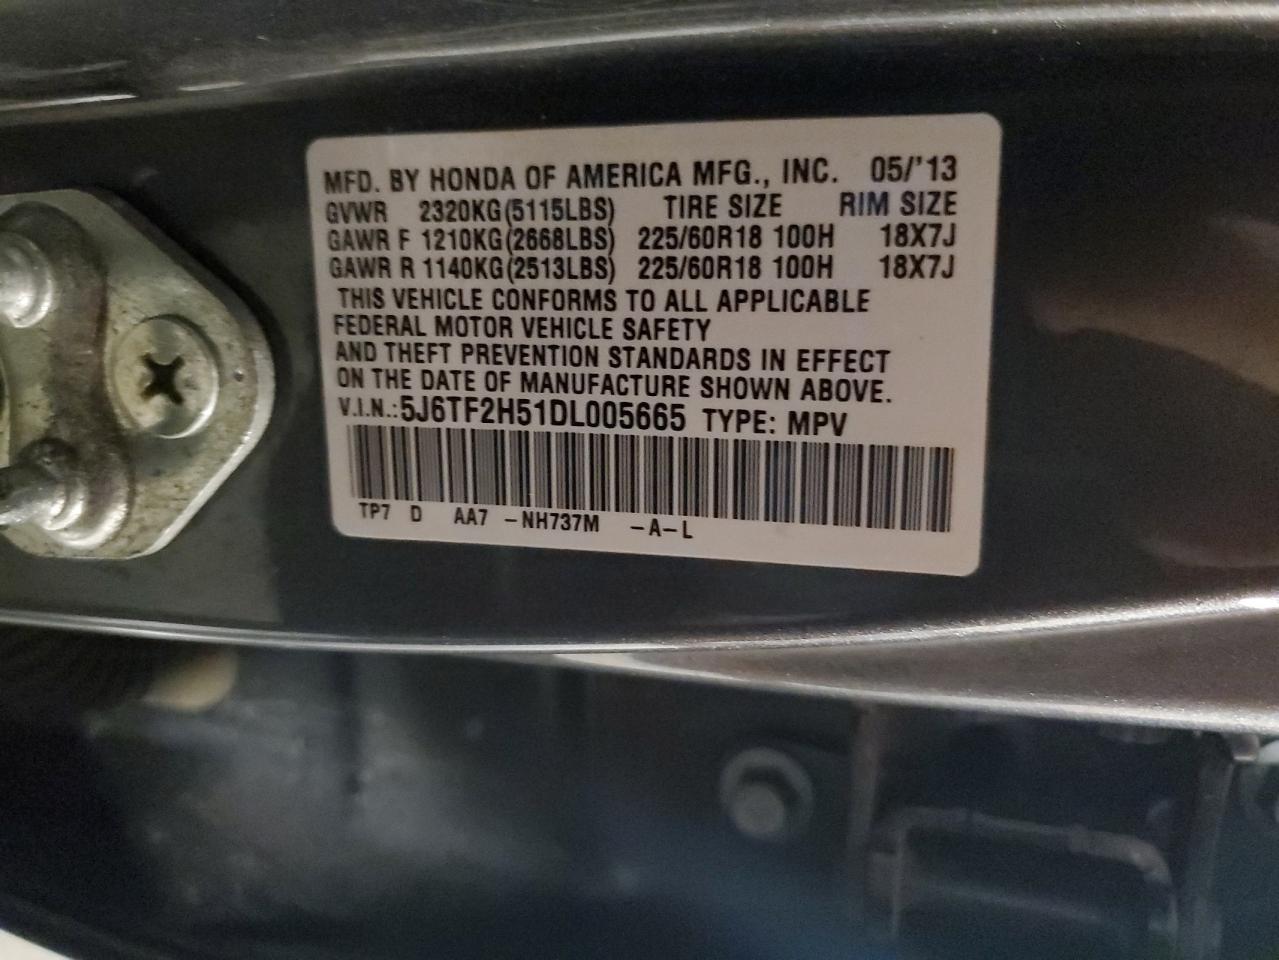 MFD. BY HONDA OF AMERICA MFG., INC. 05/'13
GVWR 2320KG(5115LBS) TIRE SIZE RIM SIZE
GAWR F 1210KG(2668LBS) 225/60R18 100H 18X7J
GAWR R 1140KG(2513LBS) 225/60R18 100H 18X7J
THIS VEHICLE CONFORMS TO ALL APPLICABLE
FEDERAL MOTOR VEHICLE SAFETY
AND THEFT PREVENTION STANDARDS IN EFFECT
ON THE DATE OF MANUFACTURE SHOWN ABOVE.
V.I.N.:5J6TF2H51DL005665 TYPE: MPV
TP7 D AA7 -NH737M -A-L